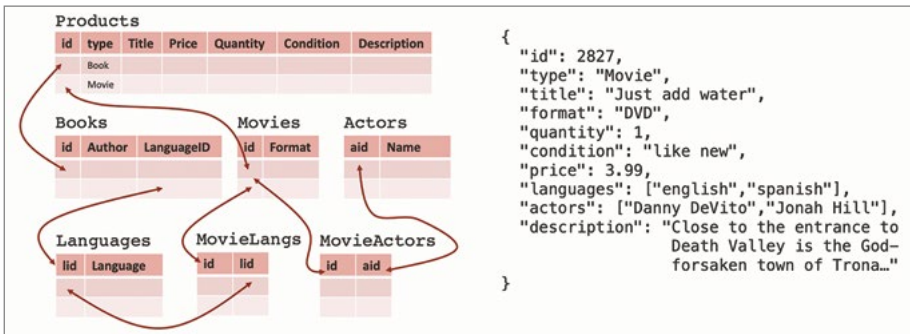 Products
id type Title Price Quantity Condition Description
Book
Movie
Books
id Author LanguageID
Movies
id Format
Actors
aid Name
Languages
lid Language
MovieLangs
id lid
MovieActors
id aid
{
"id": 2827,
"type": "Movie",
"title": "Just add water",
"format": "DVD",
"quantity": 1,
"condition": "like new",
"price": 3.99,
"languages": ["english","spanish"],
"actors": ["Danny DeVito","Jonah Hill"],
"description": "Close to the entrance to
Death Valley is the God-
forsaken town of Trona…"
}